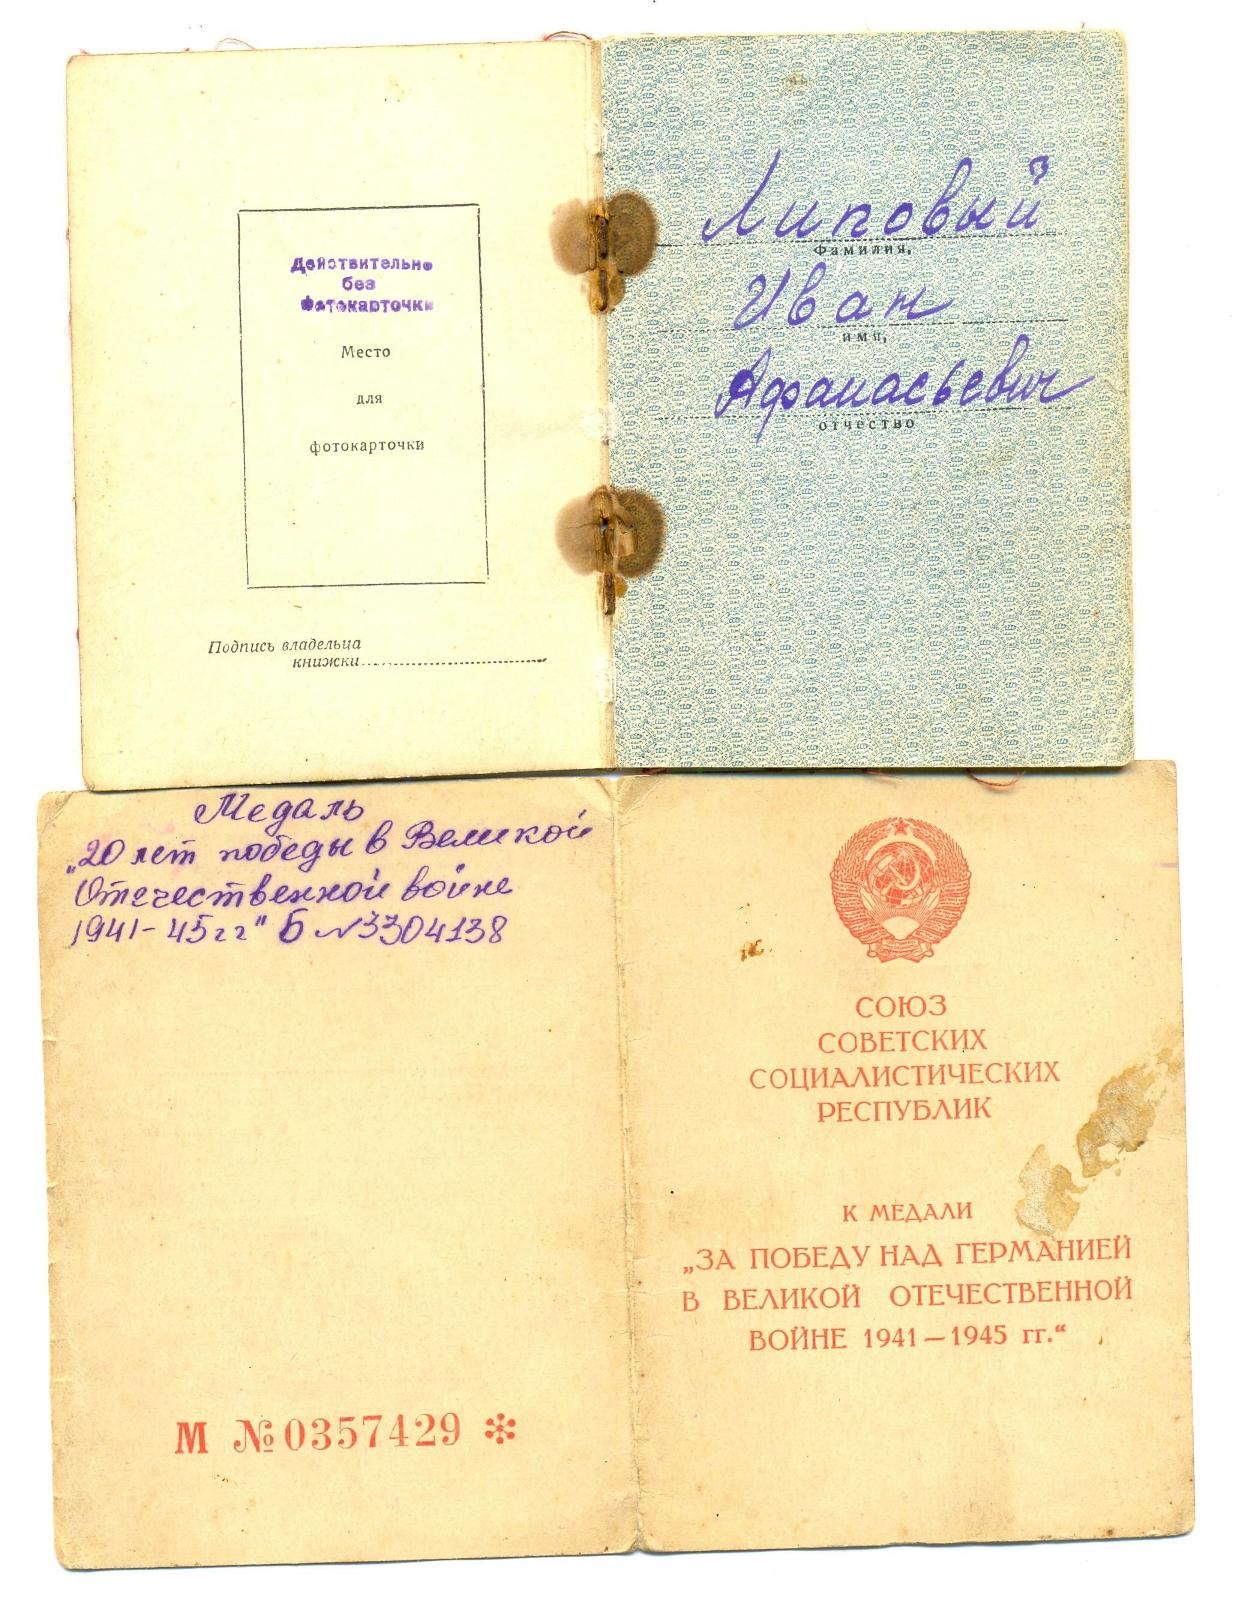 Действительно
без
Фотокарточки
Место
для
фотокарточки
Подпись владельца
книжки
Липовый
Фамилия,
Иван
имя,
Афанасьевич
отчество
Медаль
„20 лет победы в Великой
Отечественной войне
1941-45гг" Б №3304138
М №0357429 *
СОЮЗ
СОВЕТСКИХ
СОЦИАЛИСТИЧЕСКИХ
РЕСПУБЛИК
К МЕДАЛИ
„ЗА ПОБЕДУ НАД ГЕРМАНИЕЙ
В ВЕЛИКОЙ ОТЕЧЕСТВЕННОЙ
ВОЙНЕ 1941—1945 гг.“